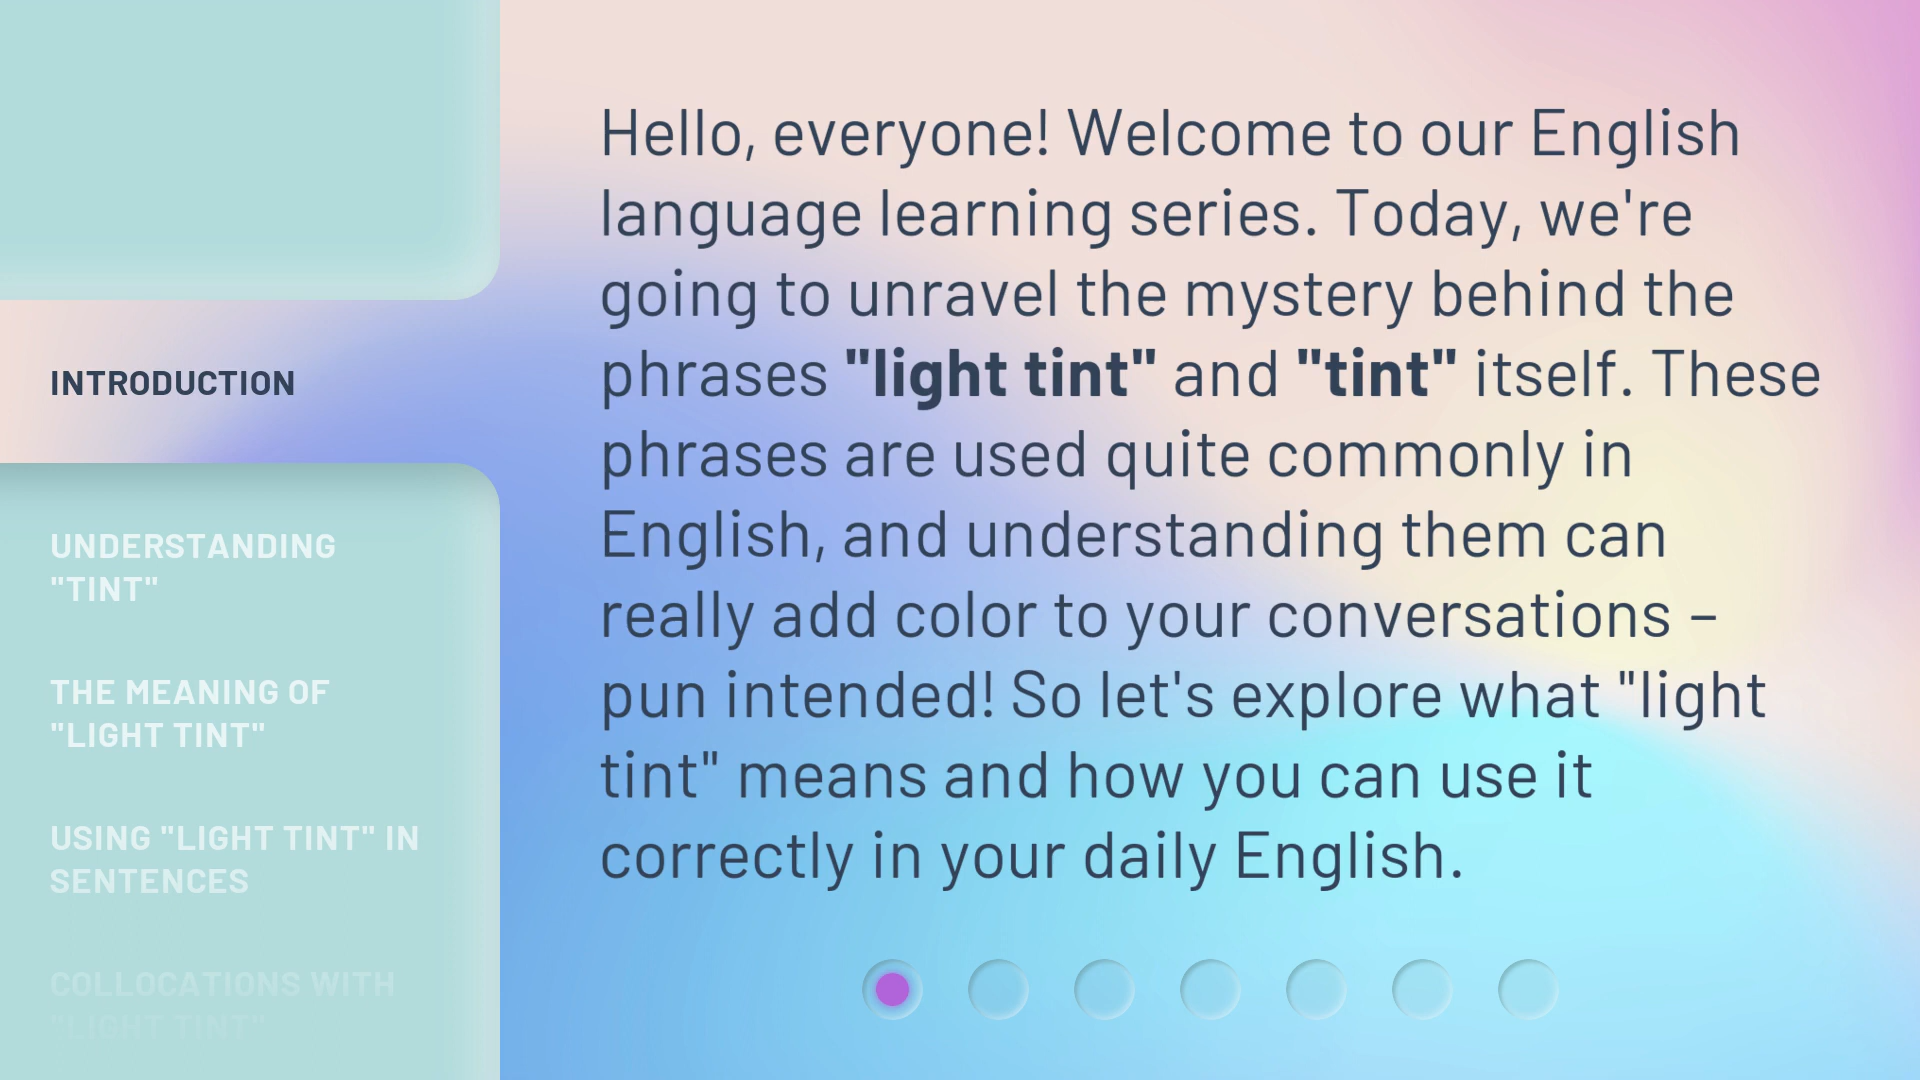 INTRODUCTION
UNDERSTANDING
"TINT"
THE MEANING OF
"LIGHT TINT"
USING "LIGHT TINT" IN
SENTENCES
COLLOCATIONS WITH
"LIGHT TINT"
Hello, everyone! Welcome to our English
language learning series. Today, we're
going to unravel the mystery behind the
phrases "light tint" and "tint" itself. These
phrases are used quite commonly in
English, and understanding them can
really add color to your conversations –
pun intended! So let's explore what "light
tint" means and how you can use it
correctly in your daily English.